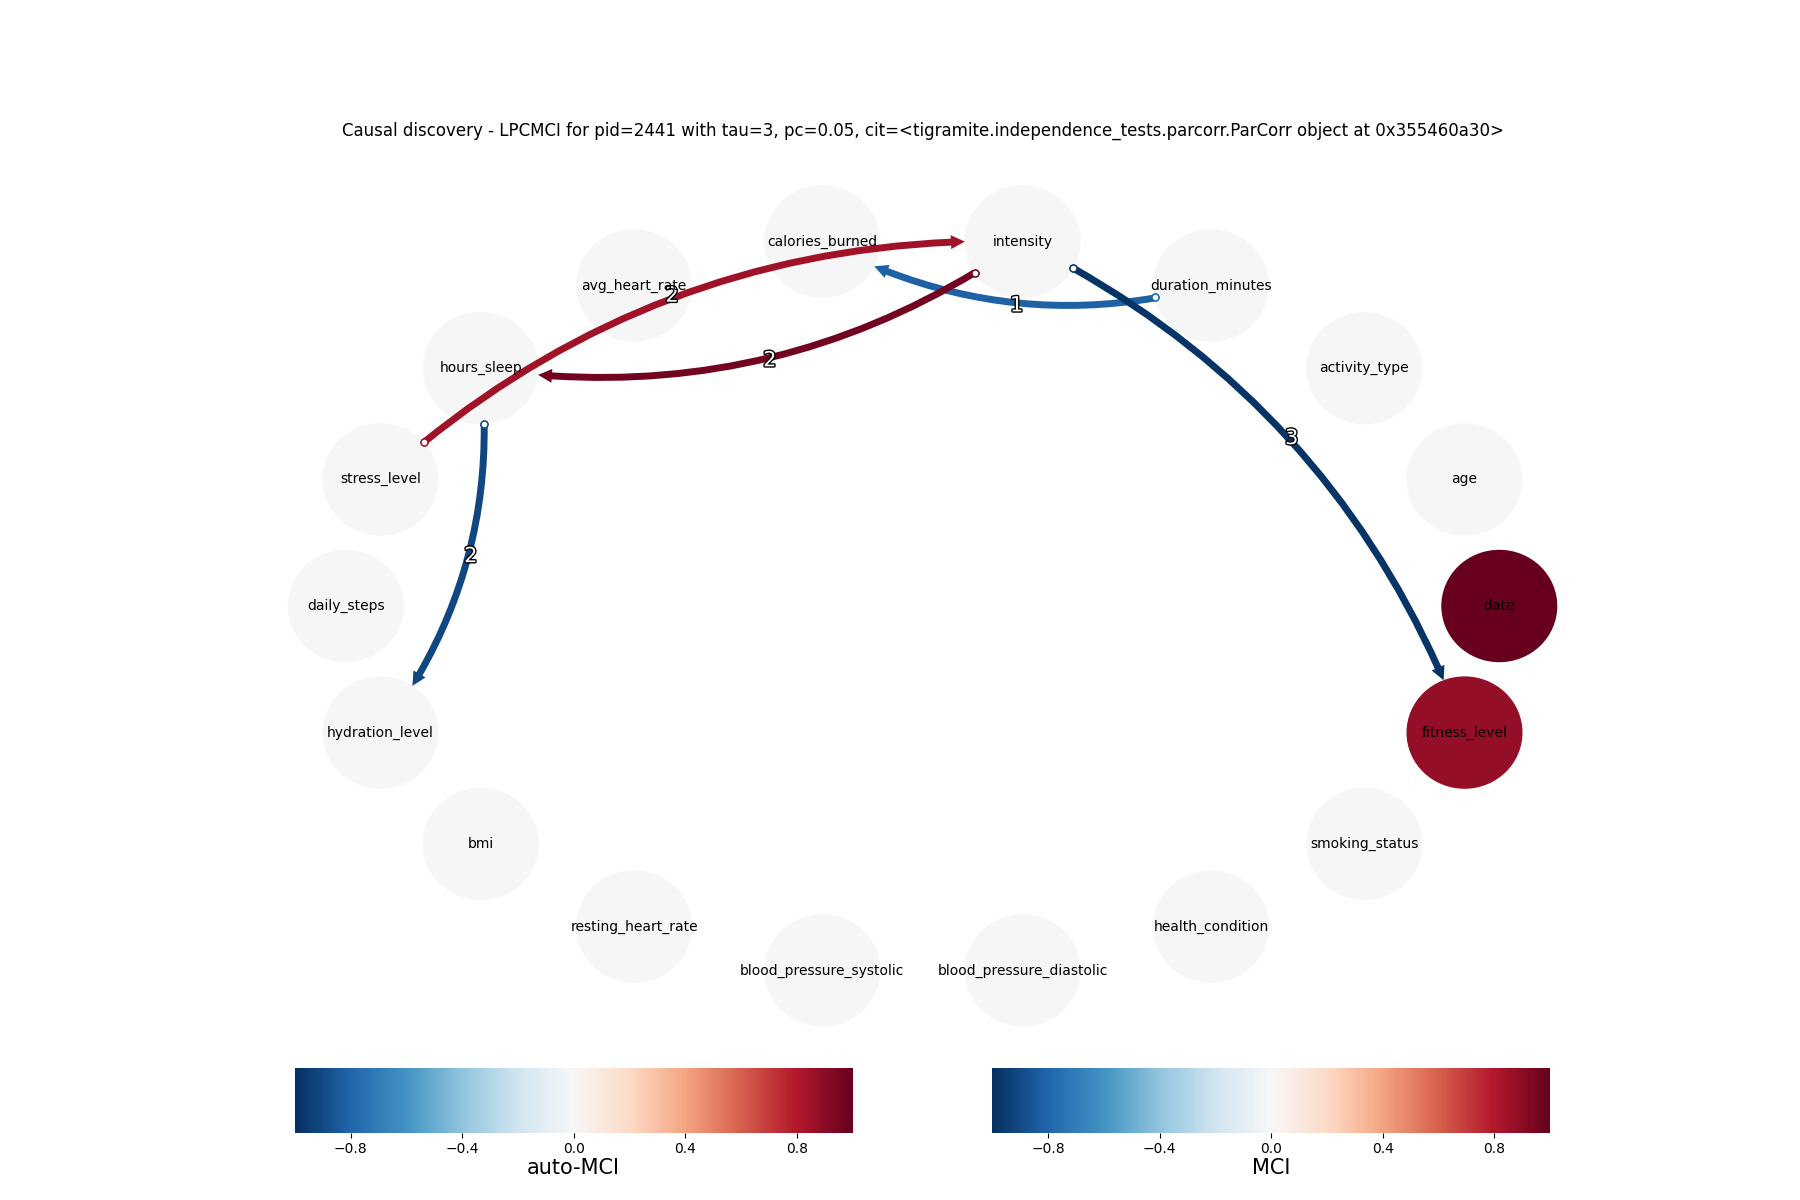 Causal discovery - LPCMCI for pid=2441 with tau=3, pc=0.05, cit=<tigramite.independence_tests.parcorr.ParCorr object at 0x355460a30>
calories_burned
intensity
avg_heart_rate
2
1
duration_minutes
hours_sleep
2
activity_type
3
stress_level
age
2
daily_steps
date
hydration_level
fitness_level
bmi
smoking_status
resting_heart_rate
health_condition
blood_pressure_systolic
blood_pressure_diastolic
−0.8 −0.4 0.0 0.4 0.8
auto-MCI
−0.8 −0.4 0.0 0.4 0.8
MCI